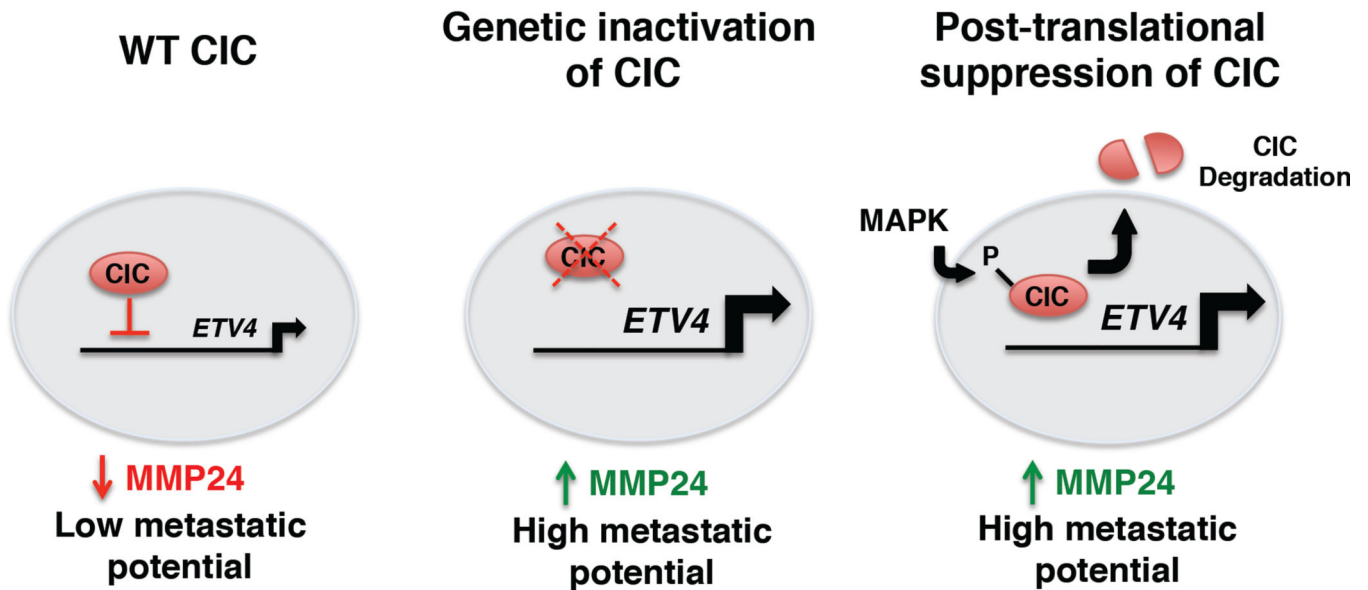 WT CIC
CIC
ETV4
MMP24
Low metastatic
potential
Genetic inactivation
of CIC
CIC
ETV4
MMP24
High metastatic
potential
Post-translational
suppression of CIC
CIC
Degradation
MAPK
P
CIC
ETV4
MMP24
High metastatic
potential